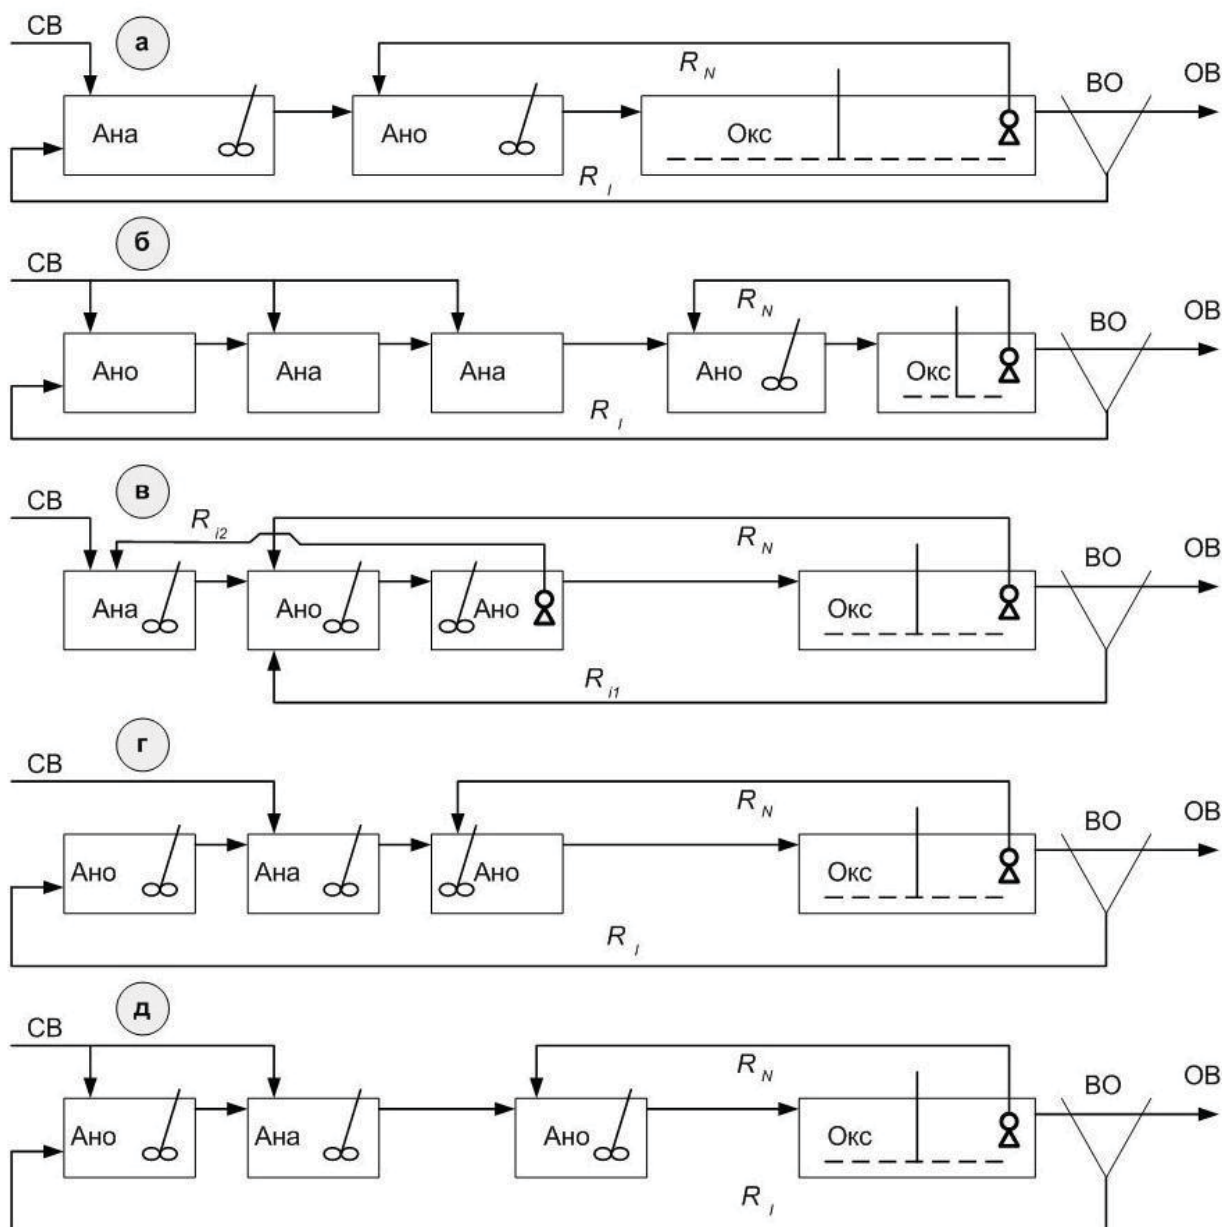 СВ а
R N
ВО ОВ
Ана Ано Окс
R I
б
СВ
R N
ВО ОВ
Ано Ана Ана Ано Окс
R I
в
СВ
R i2
R N
ВО ОВ
Ана Ано Ано Окс
R i1
г
СВ
R N
ВО ОВ
Ано Ана Ано Окс
R I
д
СВ
R N
ВО ОВ
Ано Ана Ано Окс
R I